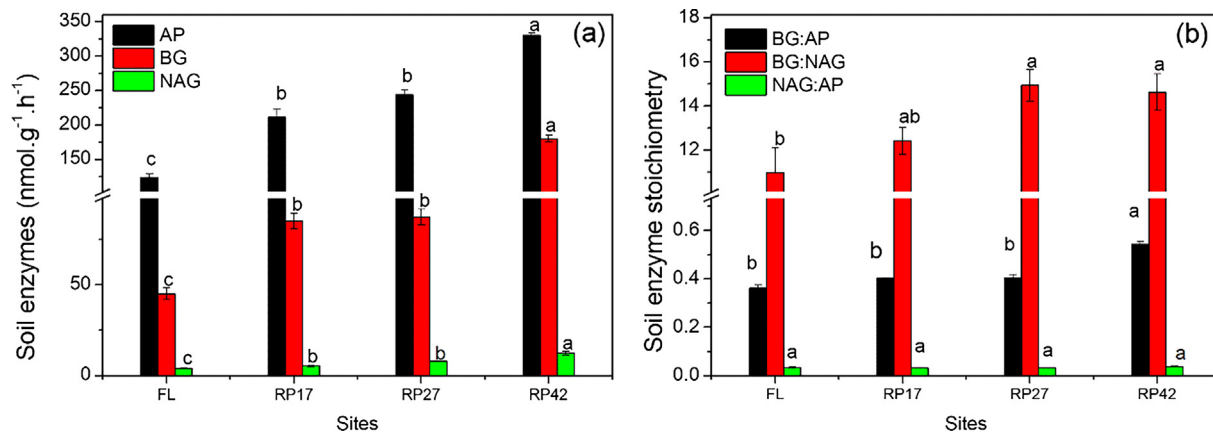 (a)
AP
BG
NAG
Soil enzymes (nmol.g⁻¹.h⁻¹)
350
300
250
200
150
50
0
c
c
c
b
b
b
b
b
b
a
a
a
FL
RP17
RP27
RP42
Sites
(b)
BG:AP
BG:NAG
NAG:AP
Soil enzyme stoichiometry
18
16
14
12
0.6
0.4
0.2
0.0
b
b
a
b
ab
a
b
a
a
a
a
a
FL
RP17
RP27
RP42
Sites